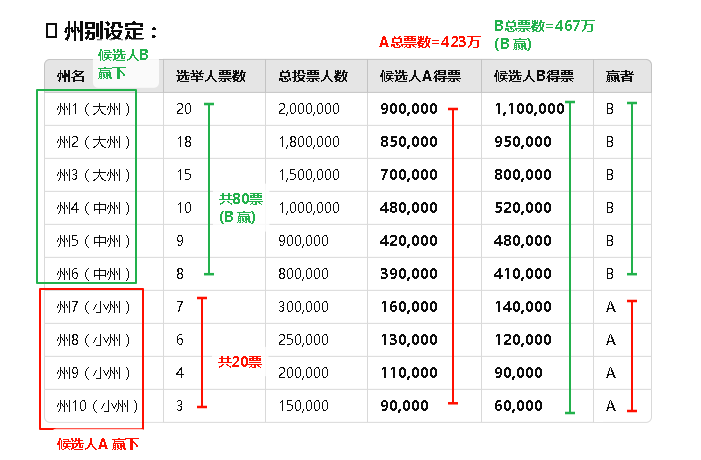 州别设定：
候选人B
赢下
A总票数=423万
B总票数=467万
(B 赢)
州名 选举人票数 总投票人数 候选人A得票 候选人B得票 赢者
州1（大州） 20 2,000,000 900,000 1,100,000 B
州2（大州） 18 1,800,000 850,000 950,000 B
州3（大州） 15 1,500,000 700,000 800,000 B
州4（中州） 10 1,000,000 480,000 520,000 B
州5（中州） 9 900,000 420,000 480,000 B
州6（中州） 8 800,000 390,000 410,000 B
共80票
(B 赢)
州7（小州） 7 300,000 160,000 140,000 A
州8（小州） 6 250,000 130,000 120,000 A
州9（小州） 4 200,000 110,000 90,000 A
州10（小州） 3 150,000 90,000 60,000 A
共20票
候选人A 赢下